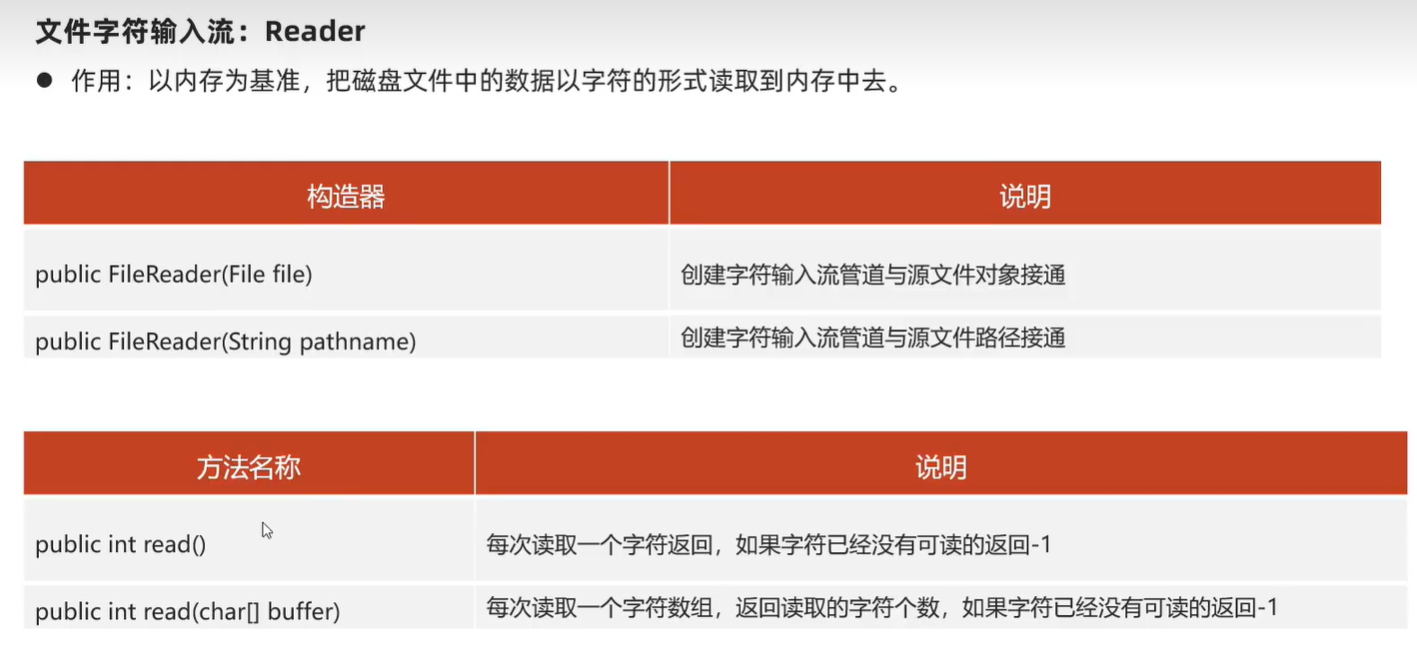 文件字符输入流：Reader
● 作用：以内存为基准，把磁盘文件中的数据以字符的形式读取到内存中去。
构造器 说明
public FileReader(File file) 创建字符输入流管道与源文件对象接通
public FileReader(String pathname) 创建字符输入流管道与源文件路径接通
方法名称 说明
public int read() 每次读取一个字符返回，如果字符已经没有可读的返回-1
public int read(char[] buffer) 每次读取一个字符数组，返回读取的字符个数，如果字符已经没有可读的返回-1